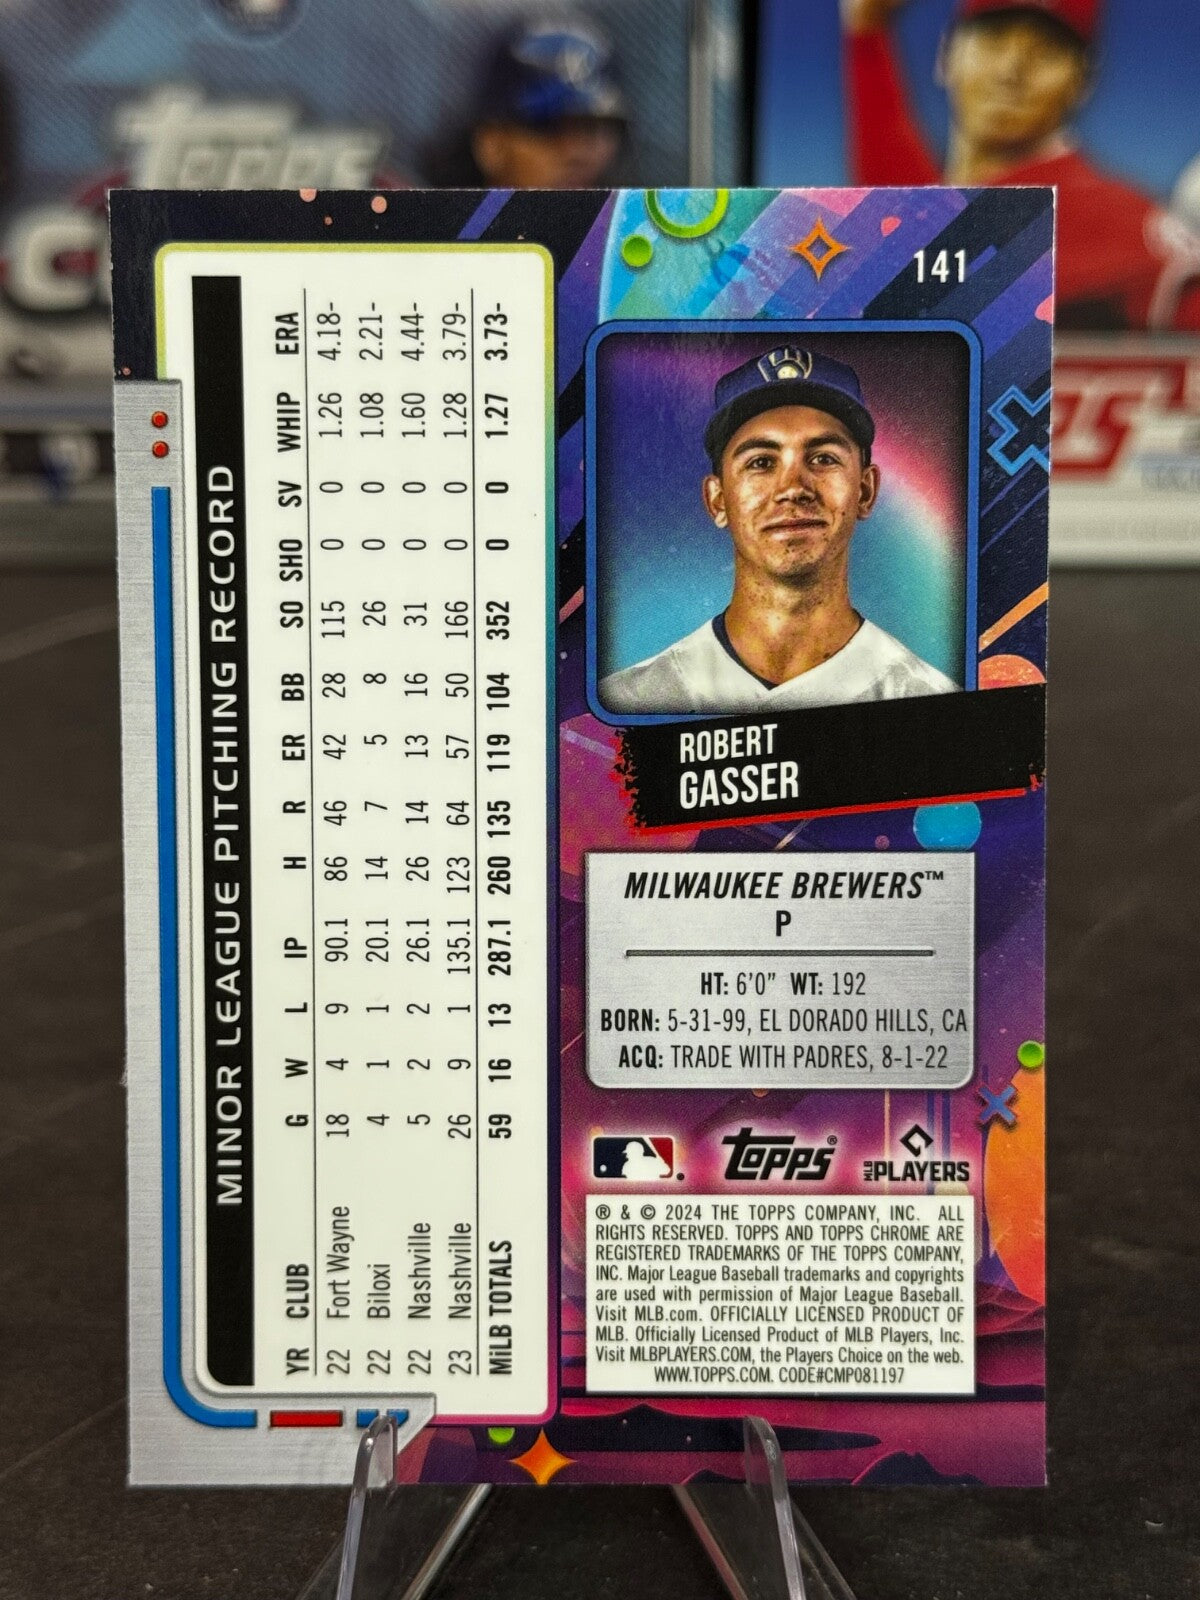 Topps
141
MINOR LEAGUE PITCHING RECORD
YR CLUB G W L IP H R ER BB SO SHO SV WHIP ERA
22 Fort Wayne 18 4 9 90.1 86 46 42 28 115 0 0 1.26 4.18-
22 Biloxi 4 1 1 20.1 14 7 5 8 26 0 0 1.08 2.21-
22 Nashville 5 2 2 26.1 26 14 13 16 31 0 0 1.60 4.44-
23 Nashville 26 9 1 135.1 123 64 57 50 166 0 0 1.28 3.79-
MiLB TOTALS 59 16 13 287.1 260 135 119 104 352 0 0 1.27 3.73-
ROBERT
GASSER
MILWAUKEE BREWERS™
P
HT: 6'0" WT: 192
BORN: 5-31-99, EL DORADO HILLS, CA
ACQ: TRADE WITH PADRES, 8-1-22
Topps® MLB PLAYERS
® & © 2024 THE TOPPS COMPANY, INC. ALL
RIGHTS RESERVED. TOPPS AND TOPPS CHROME ARE
REGISTERED TRADEMARKS OF THE TOPPS COMPANY,
INC. Major League Baseball trademarks and copyrights
are used with permission of Major League Baseball.
Visit MLB.com. OFFICIALLY LICENSED PRODUCT OF
MLB. Officially Licensed Product of MLB Players, Inc.
Visit MLBPLAYERS.COM, the Players Choice on the web.
WWW.TOPPS.COM. CODE#CMP081197